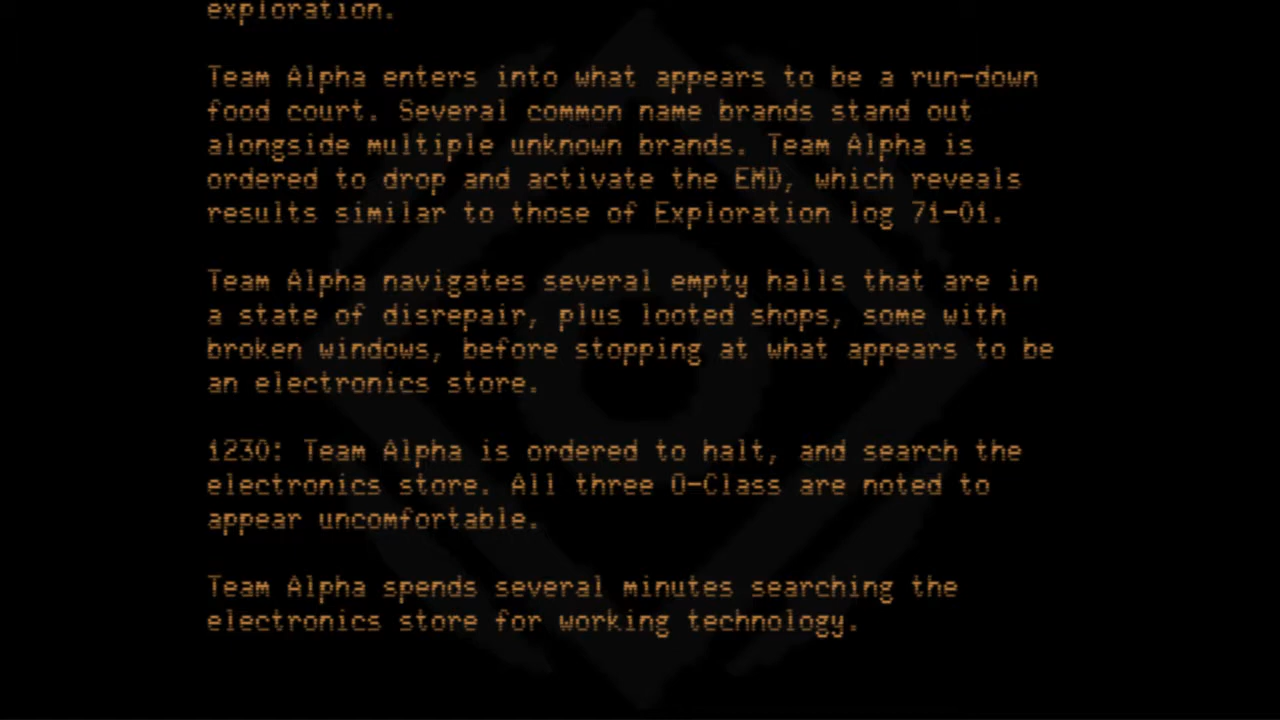 exploration.
Team Alpha enters into what appears to be a run-down
food court. Several common name brands stand out
alongside multiple unknown brands. Team Alpha is
ordered to drop and activate the EMD, which reveals
results similar to those of Exploration log 71-01.
Team Alpha navigates several empty halls that are in
a state of disrepair, plus looted shops, some with
broken windows, before stopping at what appears to be
an electronics store.
1230: Team Alpha is ordered to halt, and search the
electronics store. All three O-Class are noted to
appear uncomfortable.
Team Alpha spends several minutes searching the
electronics store for working technology.